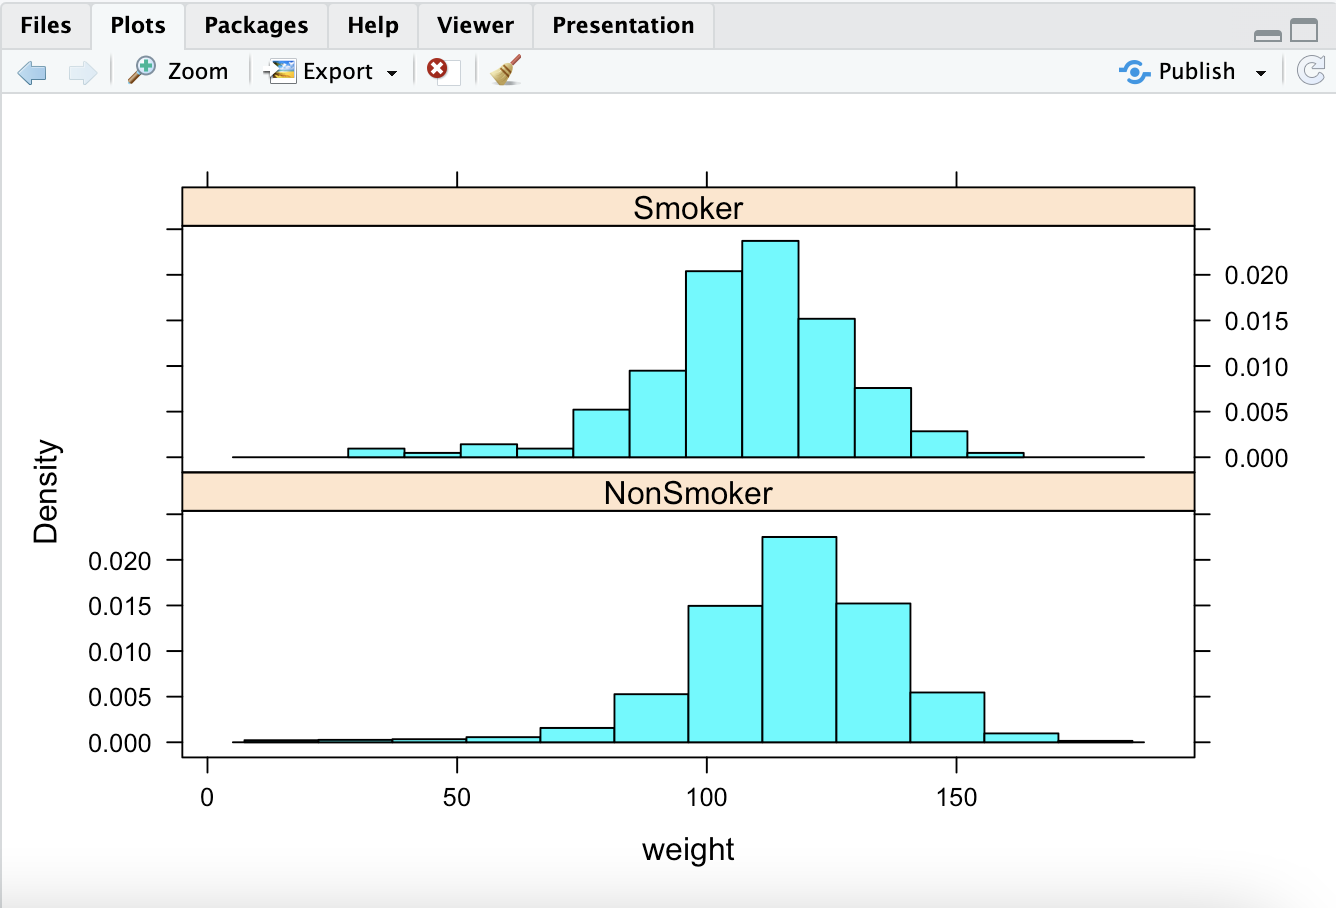 Files Plots Packages Help Viewer Presentation
Zoom Export Publish
Smoker
0.020
0.015
0.010
0.005
0.000
Density
NonSmoker
0.020
0.015
0.010
0.005
0.000
0 50 100 150
weight